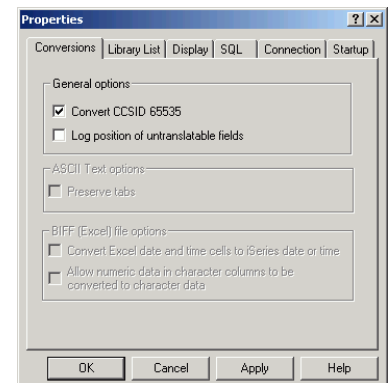 Properties
Conversions Library List Display SQL Connection Startup
General options
Convert CCSID 65535
Log position of untranslatable fields
ASCII Text options
Preserve tabs
BIFF (Excel) file options
Convert Excel date and time cells to iSeries date or time
Allow numeric data in character columns to be
converted to character data
OK Cancel Apply Help